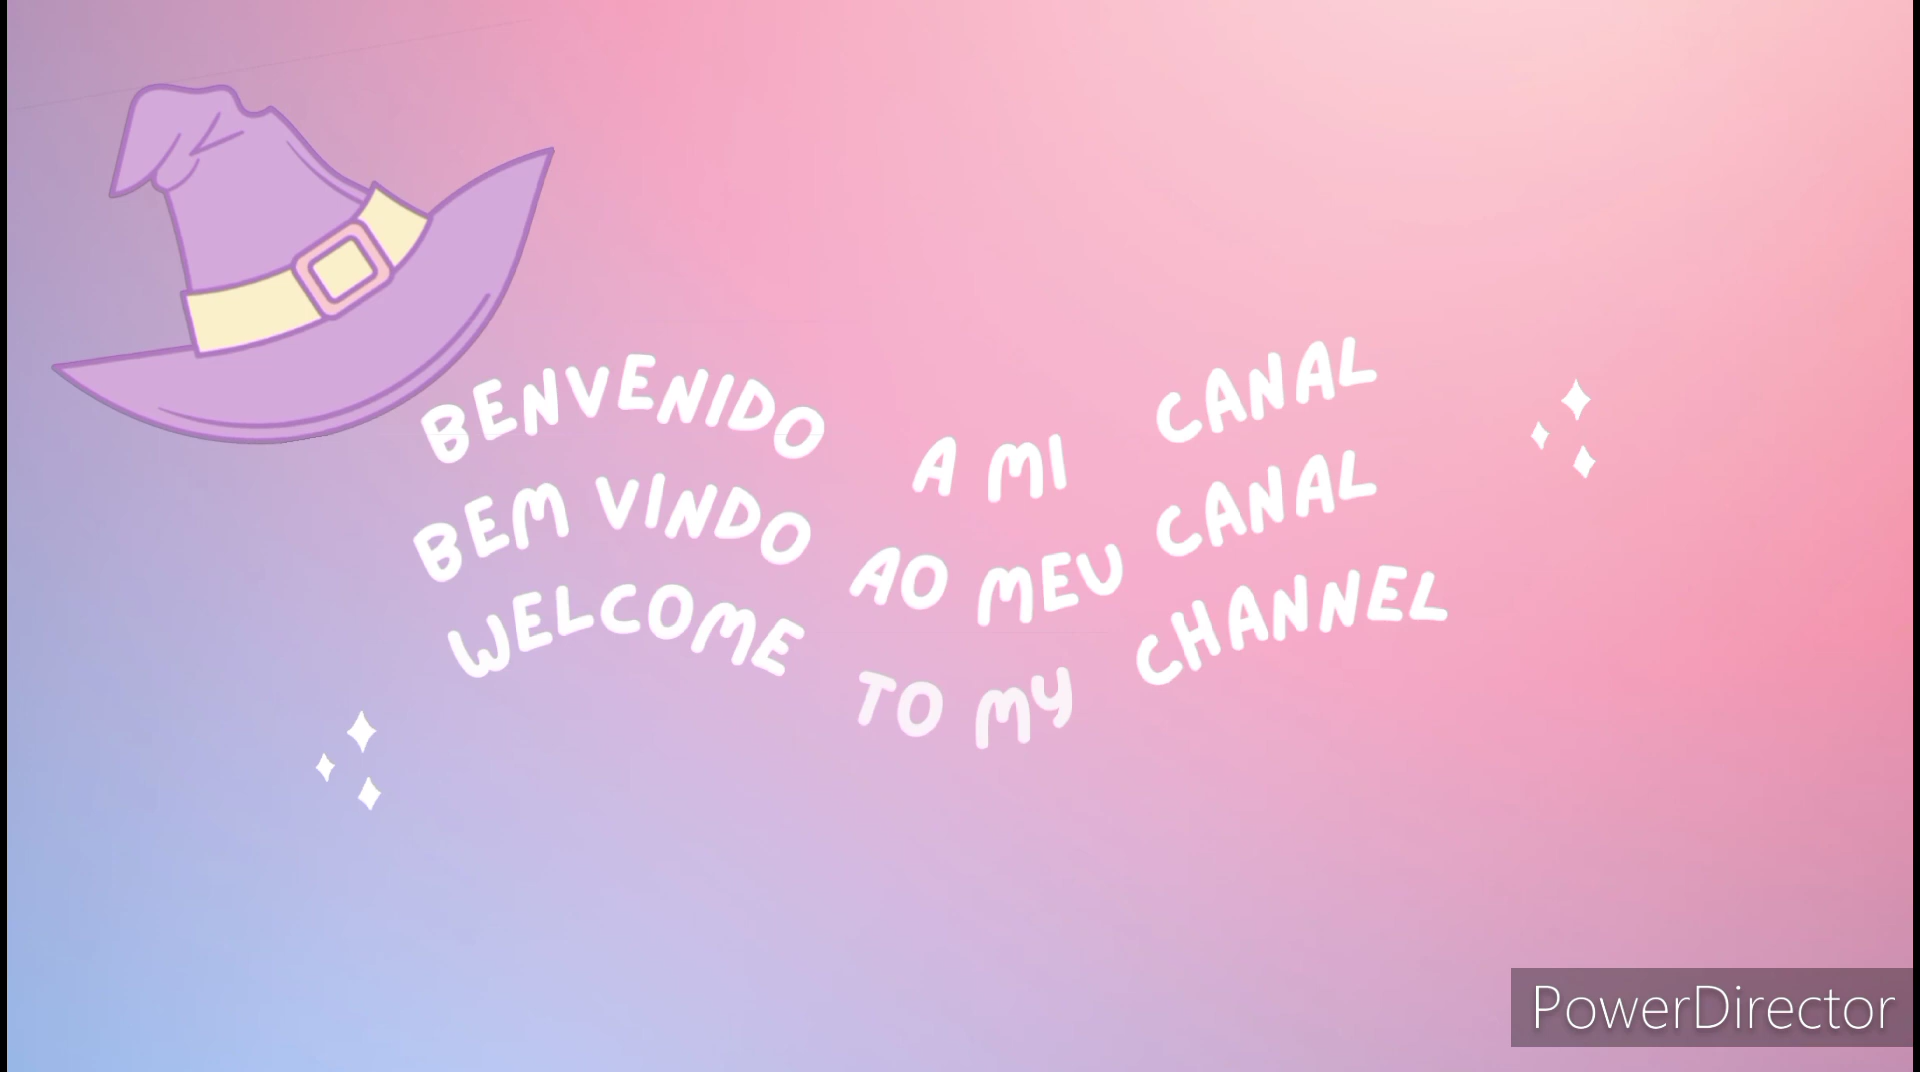 BENVENIDO A MI CANAL
BEM VINDO AO MEU CANAL
WELCOME TO MY CHANNEL
PowerDirector